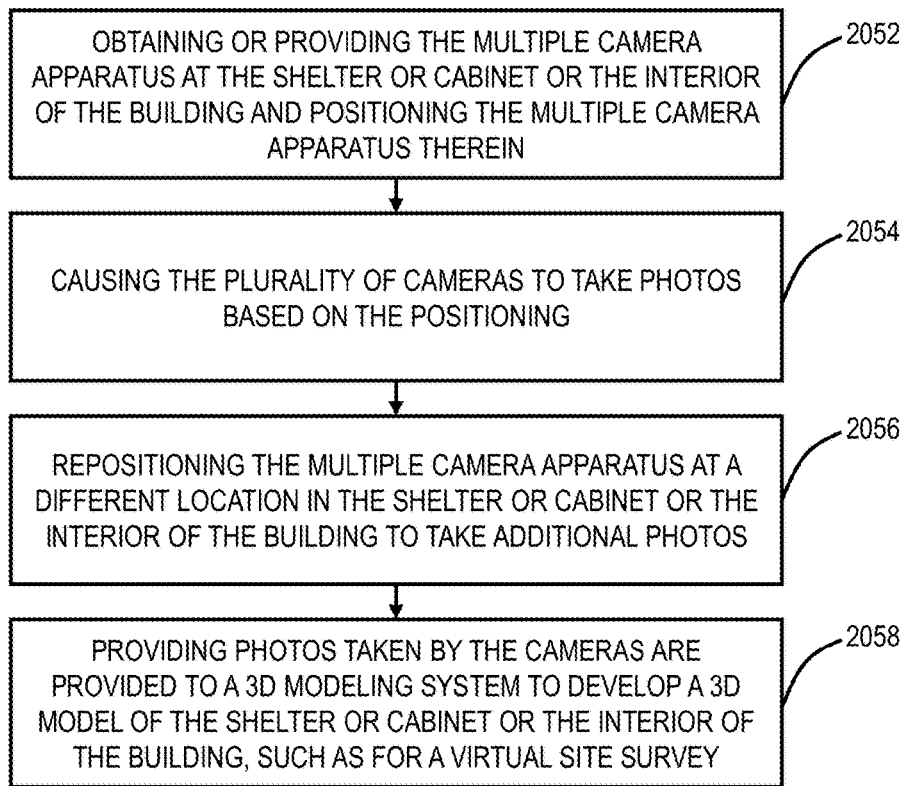 OBTAINING OR PROVIDING THE MULTIPLE CAMERA
APPARATUS AT THE SHELTER OR CABINET OR THE INTERIOR
OF THE BUILDING AND POSITIONING THE MULTIPLE CAMERA
APPARATUS THEREIN
2052
CAUSING THE PLURALITY OF CAMERAS TO TAKE PHOTOS
BASED ON THE POSITIONING
2054
REPOSITIONING THE MULTIPLE CAMERA APPARATUS AT A
DIFFERENT LOCATION IN THE SHELTER OR CABINET OR THE
INTERIOR OF THE BUILDING TO TAKE ADDITIONAL PHOTOS
2056
PROVIDING PHOTOS TAKEN BY THE CAMERAS ARE
PROVIDED TO A 3D MODELING SYSTEM TO DEVELOP A 3D
MODEL OF THE SHELTER OR CABINET OR THE INTERIOR OF
THE BUILDING, SUCH AS FOR A VIRTUAL SITE SURVEY
2058